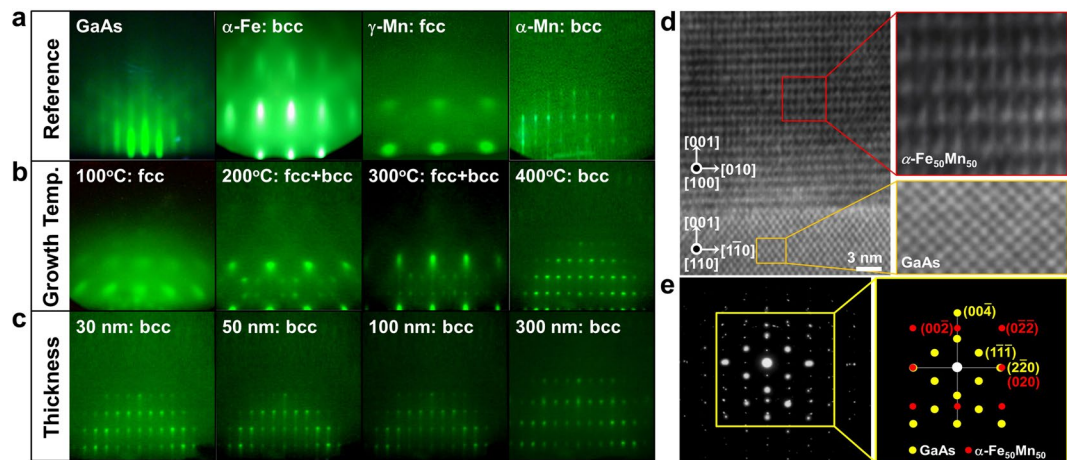 a
Reference
GaAs
α-Fe: bcc
γ-Mn: fcc
α-Mn: bcc
b
Growth Temp.
100°C: fcc
200°C: fcc+bcc
300°C: fcc+bcc
400°C: bcc
c
Thickness
30 nm: bcc
50 nm: bcc
100 nm: bcc
300 nm: bcc
d
[001]
[010]
[100]
[001]
[11̄0]
[110]
3 nm
α-Fe₅₀Mn₅₀
GaAs
e
(004̄)
(002̄)
(02̄2̄)
(11̄1̄)
(2̄20)
(020)
GaAs
α-Fe₅₀Mn₅₀